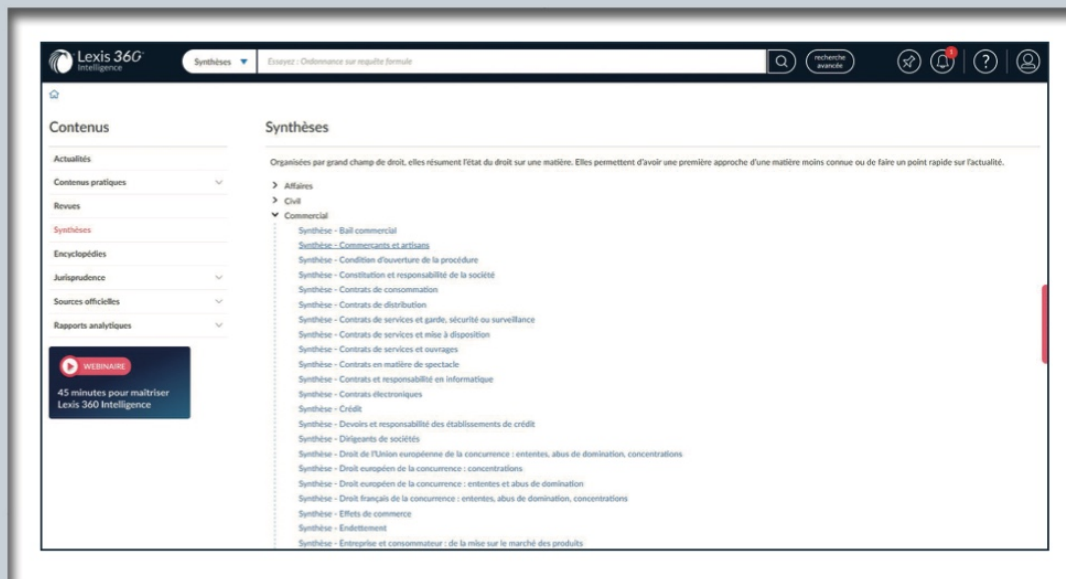 Lexis 360
Intelligence
Synthèses
Essayez : Ordonnance sur requête formule
recherche
avancée
1
?
Contenus
Actualités
Contenus pratiques
Revues
Synthèses
Encyclopédies
Jurisprudence
Sources officielles
Rapports analytiques
WEBINAIRE
45 minutes pour maîtriser
Lexis 360 Intelligence
Synthèses
Organisées par grand champ de droit, elles résument l'état du droit sur une matière. Elles permettent d'avoir une première approche d'une matière moins connue ou de faire un point rapide sur l'actualité.
Affaires
Civil
Commercial
Synthèse - Bail commercial
Synthèse - Commerçants et artisans
Synthèse - Condition d'ouverture de la procédure
Synthèse - Constitution et responsabilité de la société
Synthèse - Contrats de consommation
Synthèse - Contrats de distribution
Synthèse - Contrats de services et garde, sécurité ou surveillance
Synthèse - Contrats de services et mise à disposition
Synthèse - Contrats de services et ouvrages
Synthèse - Contrats en matière de spectacle
Synthèse - Contrats et responsabilité en informatique
Synthèse - Contrats électroniques
Synthèse - Crédit
Synthèse - Devoirs et responsabilité des établissements de crédit
Synthèse - Dirigeants de sociétés
Synthèse - Droit de l'Union européenne de la concurrence : ententes, abus de domination, concentrations
Synthèse - Droit européen de la concurrence : concentrations
Synthèse - Droit européen de la concurrence : ententes et abus de domination
Synthèse - Droit français de la concurrence : ententes, abus de domination, concentrations
Synthèse - Effets de commerce
Synthèse - Endettement
Synthèse - Entreprise et consommateur : de la mise sur le marché des produits